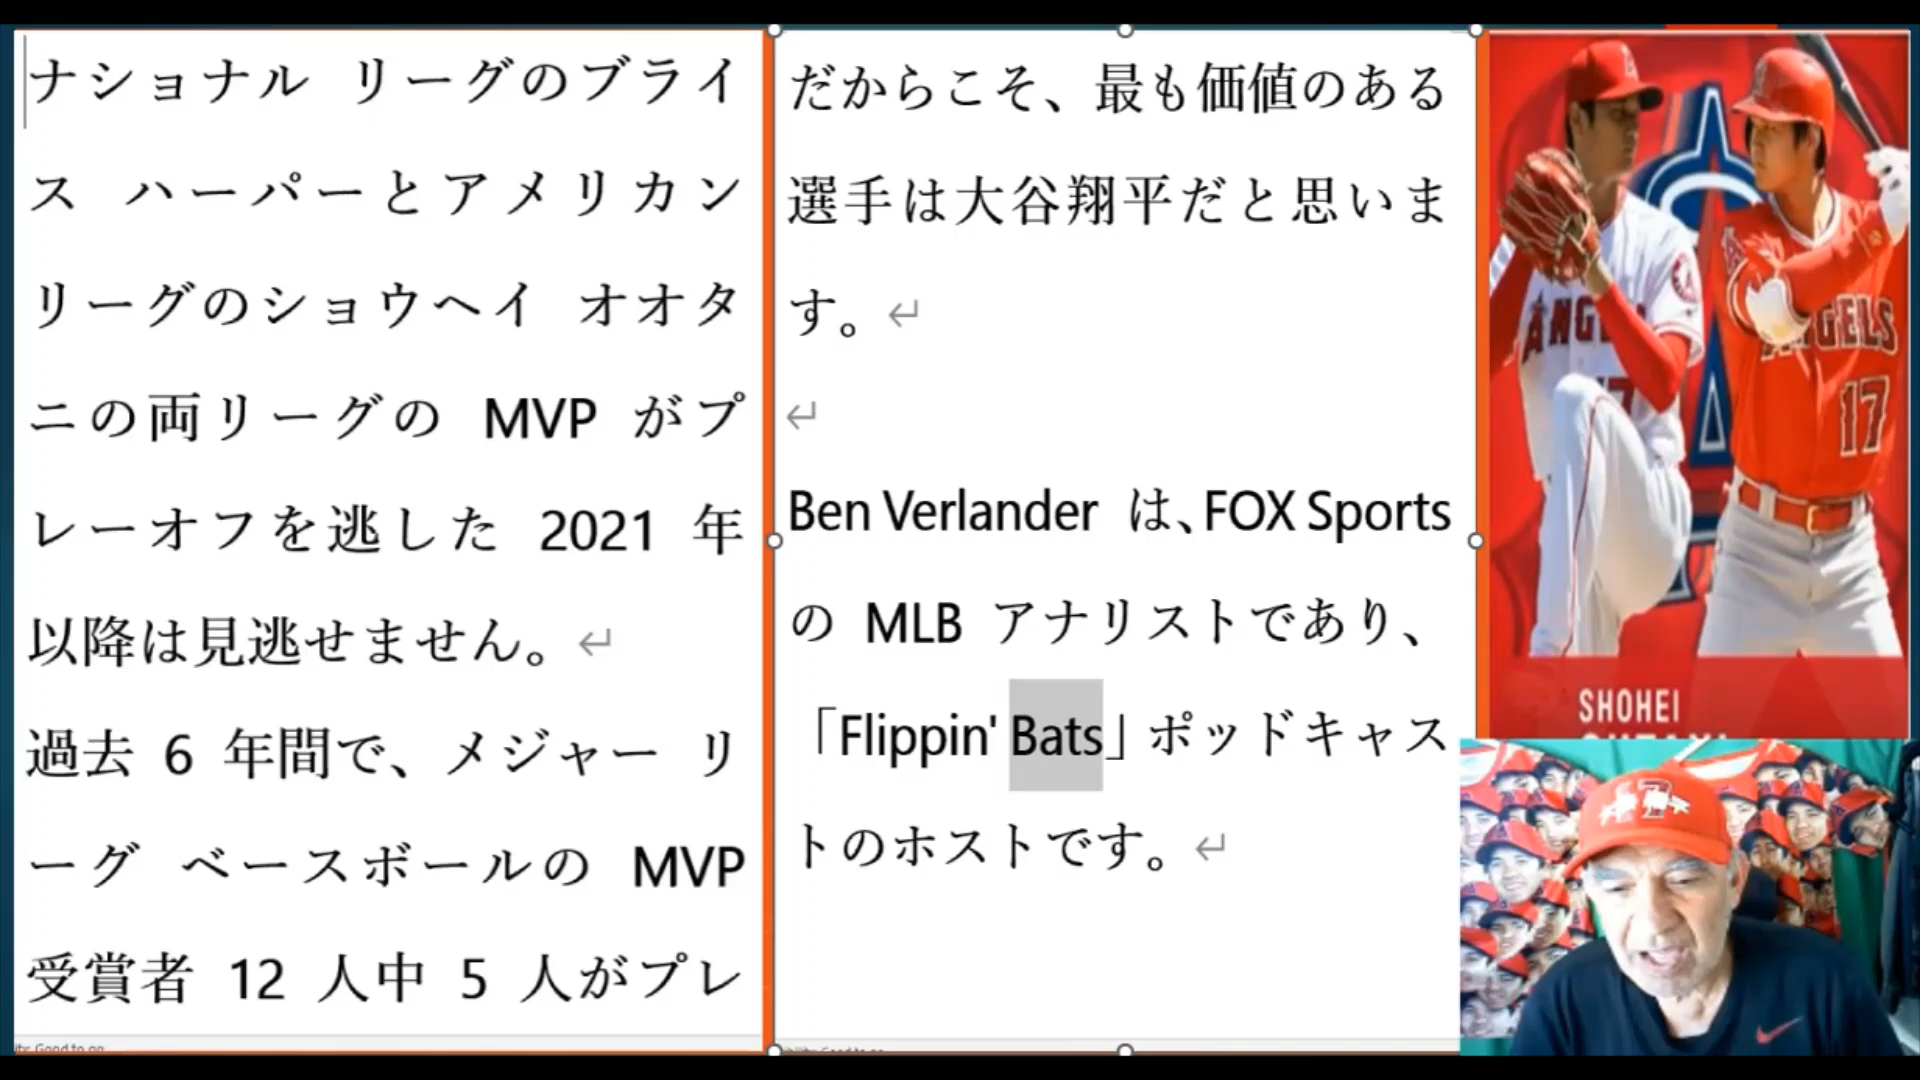 ナショナル リーグのブライ
ス ハーパーとアメリカン
リーグのショウヘイ オオタ
ニの両リーグの MVP がプ
レーオフを逃した 2021 年
以降は見逃せません。
過去 6 年間で、メジャー リ
ーグ ベースボールの MVP
受賞者 12 人中 5 人がプレ
だからこそ、最も価値のある
選手は大谷翔平だと思いま
す。
Ben Verlander は、FOX Sports
の MLB アナリストであり、
「Flippin' Bats」ポッドキャス
トのホストです。
ANGELS
17
SHOHEI